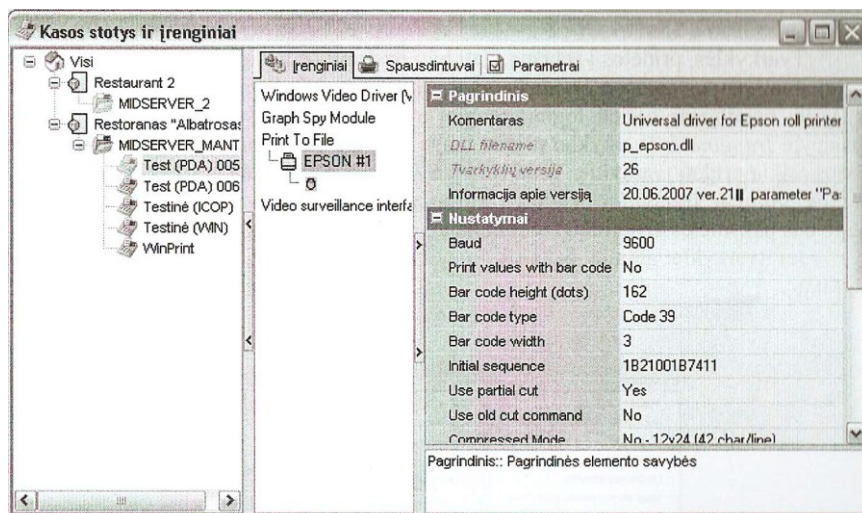 Kasos stotys ir įrenginiai
Visi
Restaurant 2
MIDSERVER_2
Restoranas "Albatrosas
MIDSERVER_MANT
Test (PDA) 005
Test (PDA) 006
Testinė (ICOP)
Testinė (WIN)
WinPrint
Įrenginiai
Spausdintuvai
Parametrai
Windows Video Driver (
Graph Spy Module
Print To File
EPSON #1
Video surveillance interfa
Pagrindinis
Komentaras Universal driver for Epson roll printer
DLL filename p_epson.dll
Tvarkyklių versija 26
Informacija apie versiją 20.06.2007 ver.21 parameter "Pa
Nustatymai
Baud 9600
Print values with bar code No
Bar code height (dots) 162
Bar code type Code 39
Bar code width 3
Initial sequence 1B21001B7411
Use partial cut Yes
Use old cut command No
Compressed Mode No - 12x24 (42 char/line)
Pagrindinis:: Pagrindinės elemento savybės